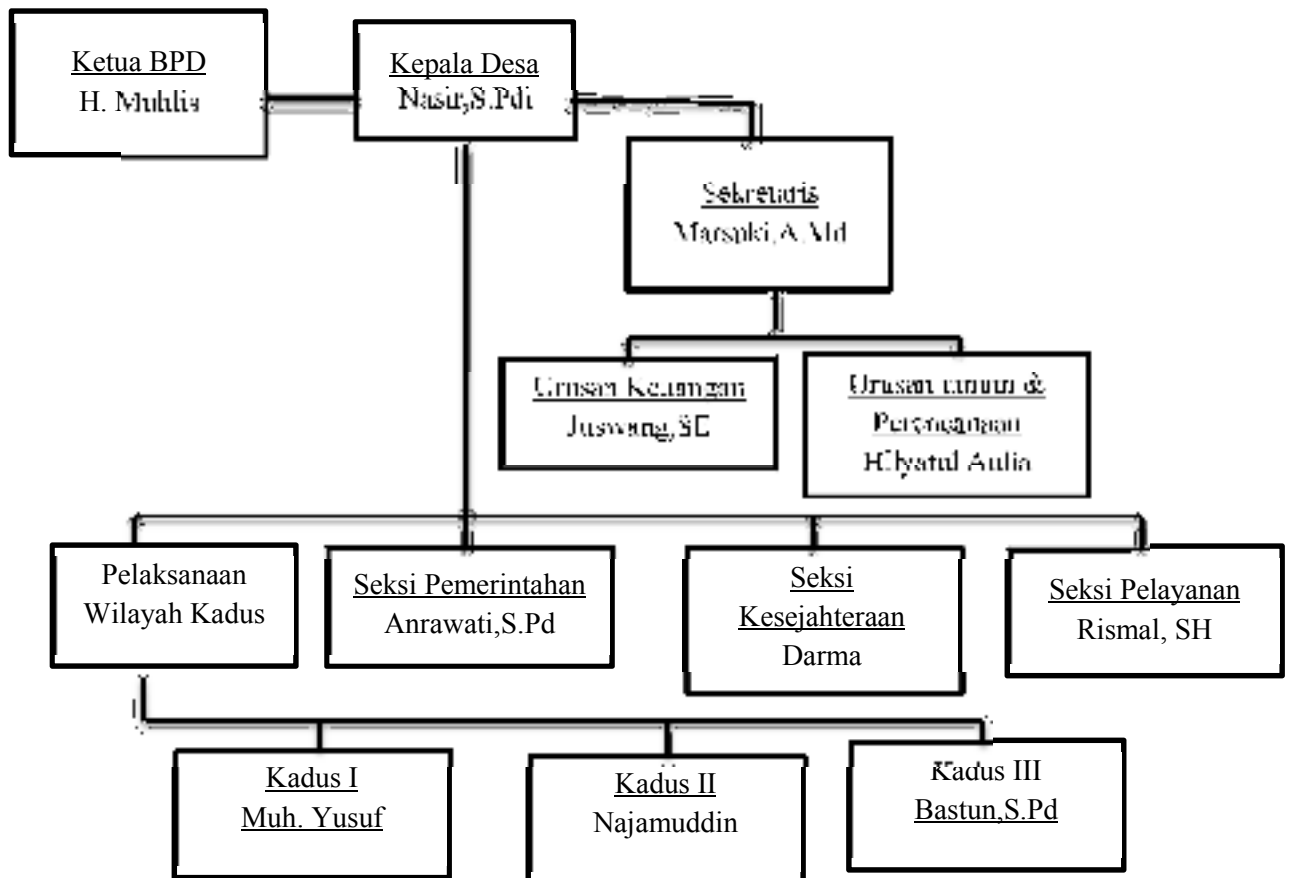 Ketua BPD
H. Muhlis
Kepala Desa
Nasir,S.Pdi
Sekretaris
Marsuki,A.Md
Urusan Keuangan
Juswang,SE
Urusan umum &
Perencanaan
Hilyatul Aulia
Pelaksanaan
Wilayah Kadus
Seksi Pemerintahan
Anrawati,S.Pd
Seksi
Kesejahteraan
Darma
Seksi Pelayanan
Rismal, SH
Kadus I
Muh. Yusuf
Kadus II
Najamuddin
Kadus III
Bastun,S.Pd